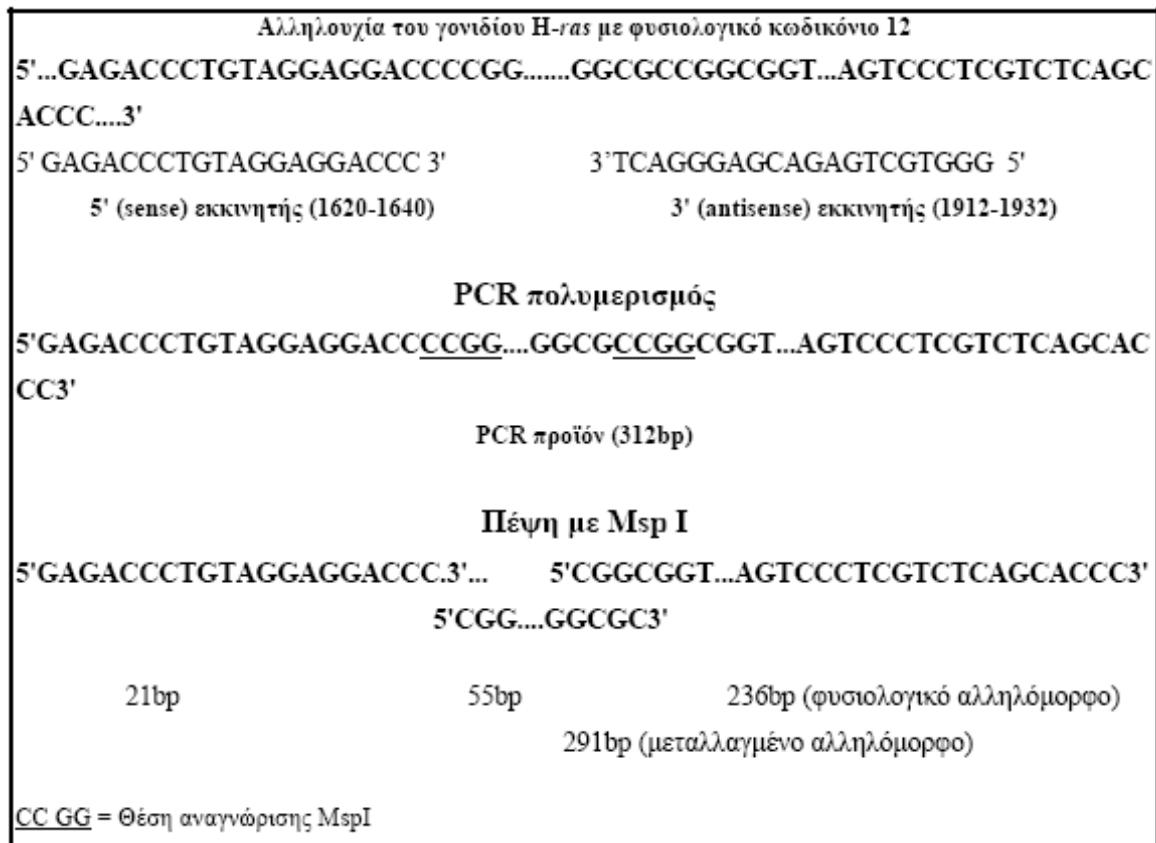 Αλληλουχία του γονιδίου H-ras με φυσιολογικό κωδικόνιο 12
5'...GAGACCCTGTAGGAGGACCCCCGG.......GGCGCCGGCGGT...AGTCCCTCGTCTCAGC
ACCC....3'
5' GAGACCCTGTAGGAGGACCC 3' 3'TCAGGGAGCAGAGTCGTGGG 5'
5' (sense) εκκινητής (1620-1640) 3' (antisense) εκκινητής (1912-1932)
PCR πολυμερισμός
5'GAGACCCTGTAGGAGGACCCCCGG....GGCGCCGGCGGT...AGTCCCTCGTCTCAGCAC
CC3'
PCR προϊόν (312bp)
Πέψη με Msp I
5'GAGACCCTGTAGGAGGACCC.3'... 5'CGGCGGT...AGTCCCTCGTCTCAGCACCC3'
5'CGG....GGCGC3'
21bp 55bp 236bp (φυσιολογικό αλληλόμορφο)
291bp (μεταλλαγμένο αλληλόμορφο)
CC GG = Θέση αναγνώρισης MspI